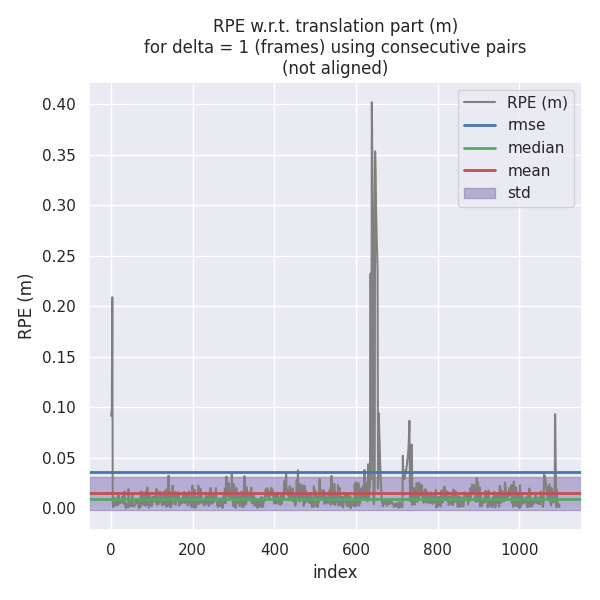 RPE w.r.t. translation part (m)
for delta = 1 (frames) using consecutive pairs
(not aligned)
RPE (m)
rmse
median
mean
std
0.40
0.35
0.30
0.25
0.20
0.15
0.10
0.05
0.00
RPE (m)
0
200
400
600
800
1000
index